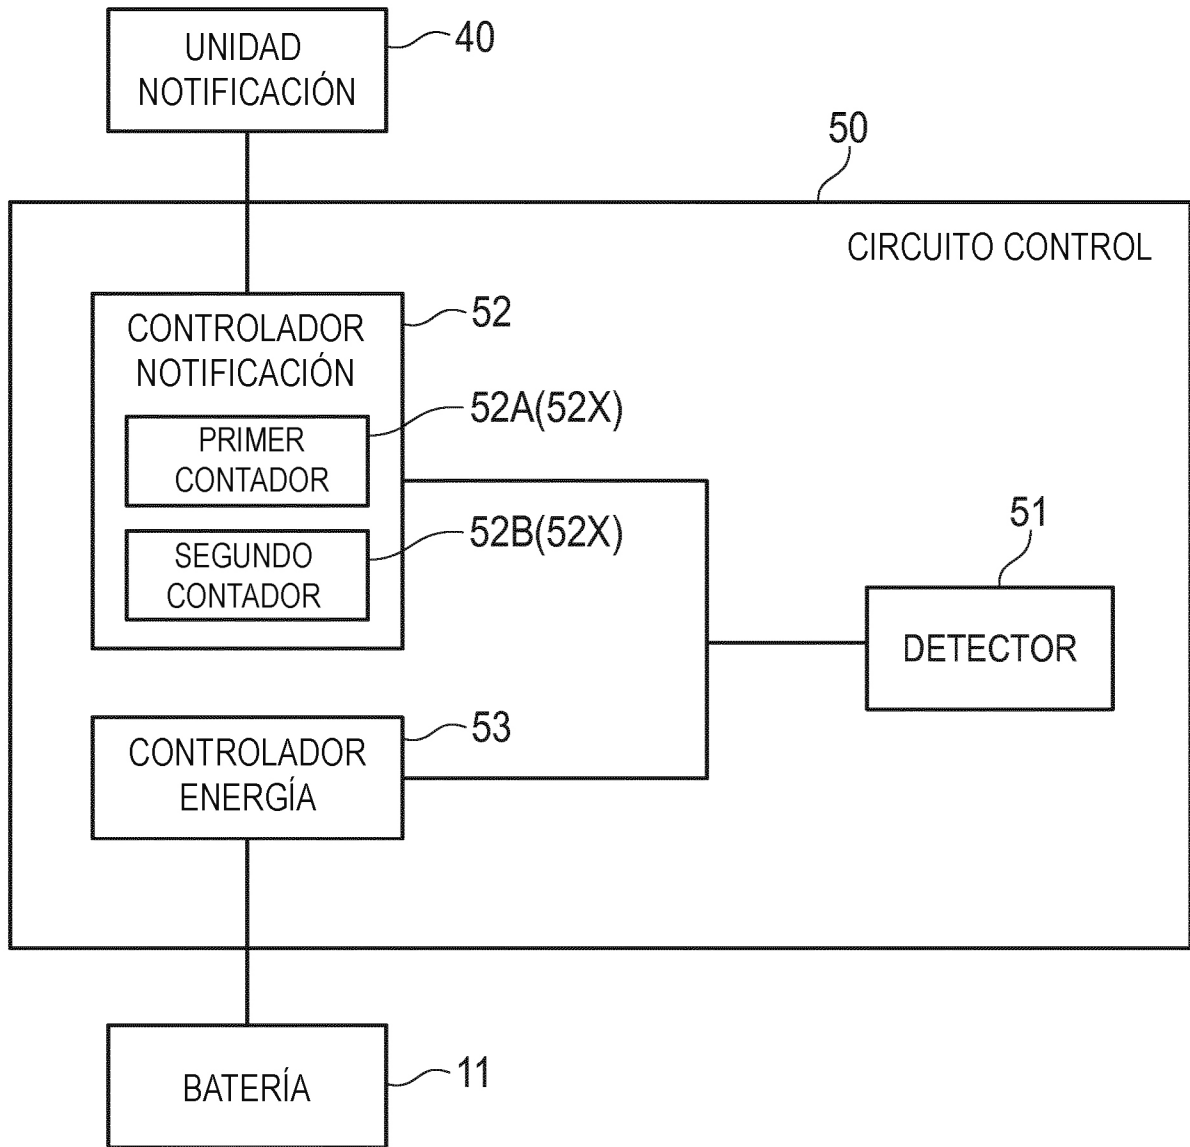 UNIDAD
NOTIFICACIÓN
40
50
CIRCUITO CONTROL
CONTROLADOR
NOTIFICACIÓN
52
PRIMER
CONTADOR
52A(52X)
SEGUNDO
CONTADOR
52B(52X)
51
DETECTOR
CONTROLADOR
ENERGÍA
53
BATERÍA
11